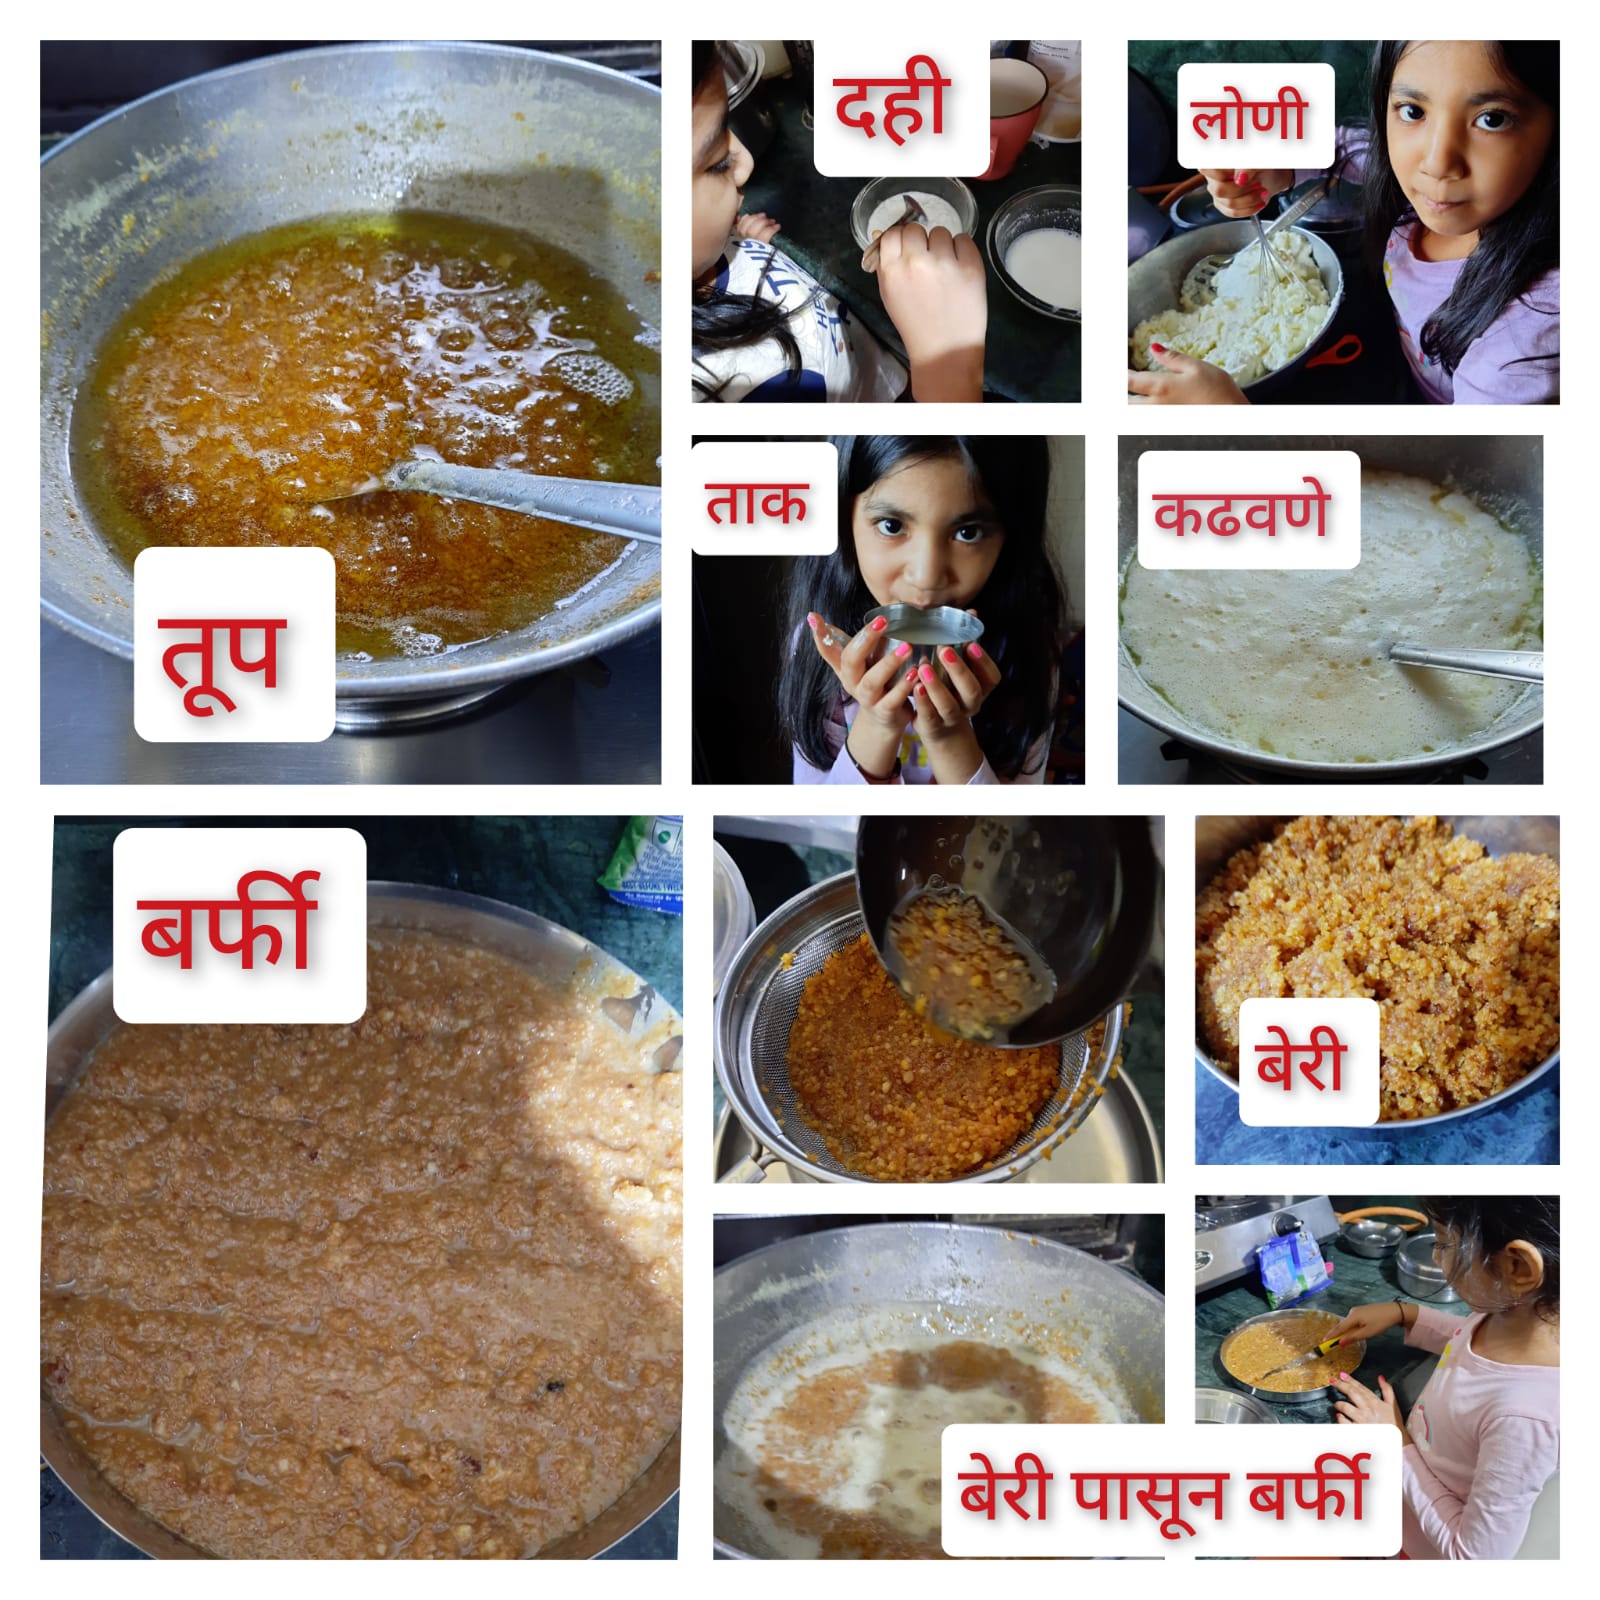 दही
लोणी
तूप
ताक
कढवणे
बर्फी
बेरी
बेरी पासून बर्फी